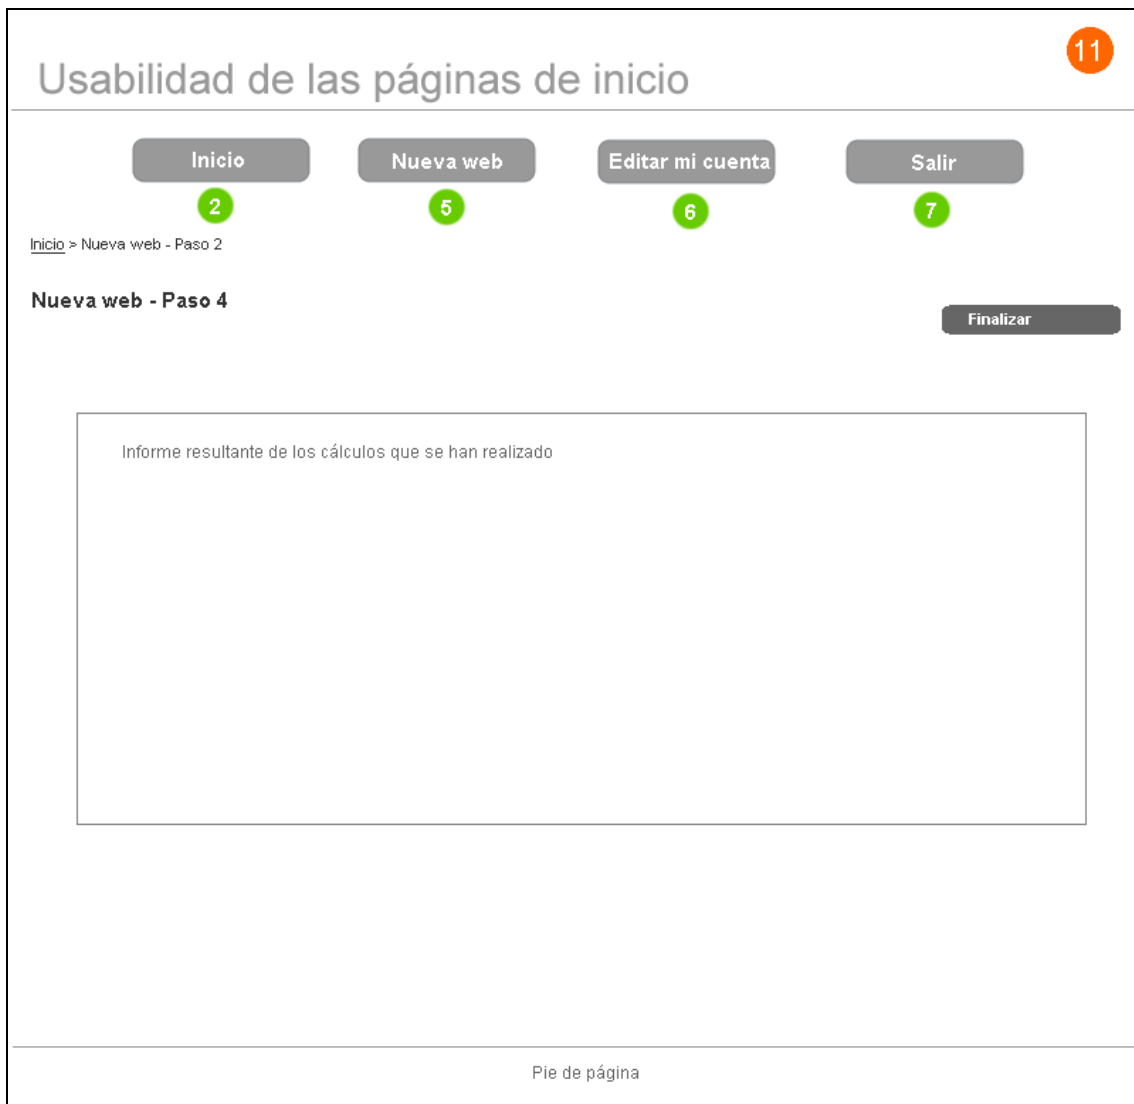 11
Usabilidad de las páginas de inicio
Inicio Nueva web Editar mi cuenta Salir
2 5 6 7
Inicio > Nueva web - Paso 2
Nueva web - Paso 4
Finalizar
Informe resultante de los cálculos que se han realizado
Pie de página